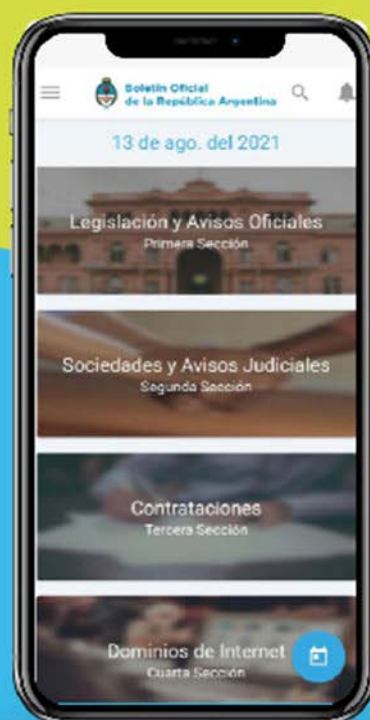 Boletín Oficial
de la República Argentina
13 de ago. del 2021
Legislación y Avisos Oficiales
Primera Sección
Sociedades y Avisos Judiciales
Segunda Sección
Contrataciones
Tercera Sección
Dominios de Internet
Cuarta Sección